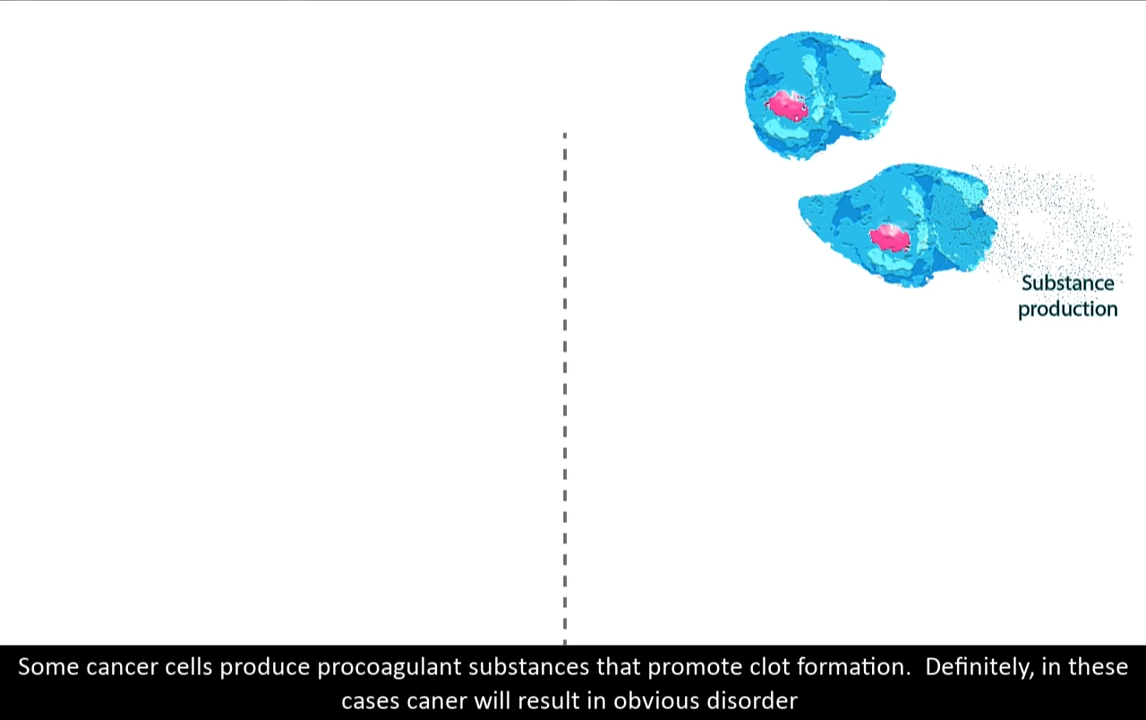 Substance
production
Some cancer cells produce procoagulant substances that promote clot formation.  Definitely, in these
cases caner will result in obvious disorder